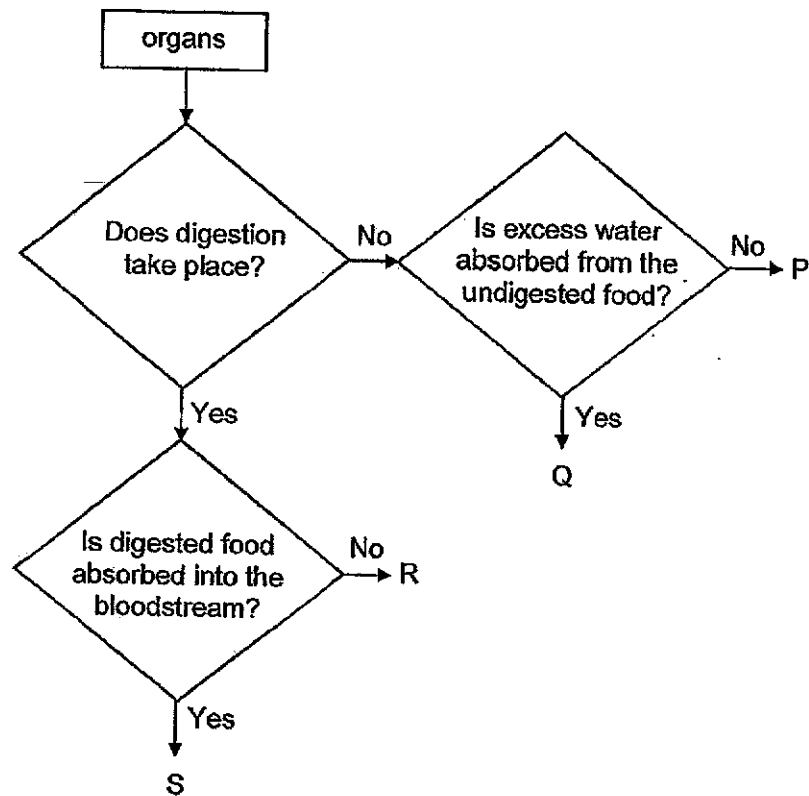 organs
Does digestion
take place?
No
Is excess water
absorbed from the
undigested food?
No
P
Yes
Yes
Q
Is digested food
absorbed into the
bloodstream?
No
R
Yes
S